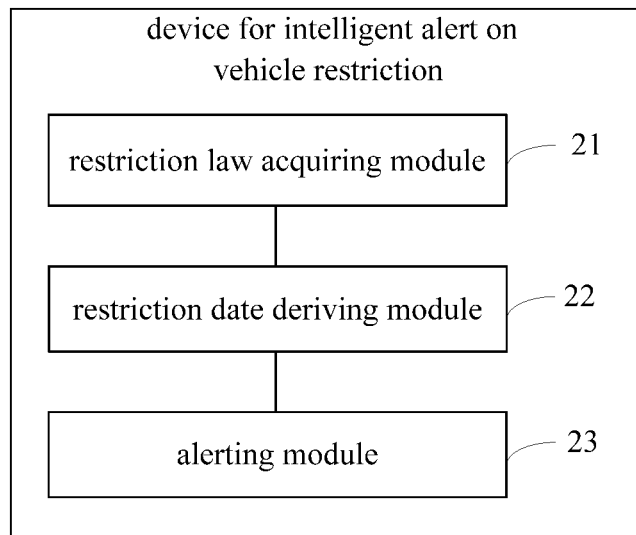 device for intelligent alert on
vehicle restriction
restriction law acquiring module
21
restriction date deriving module
22
alerting module
23